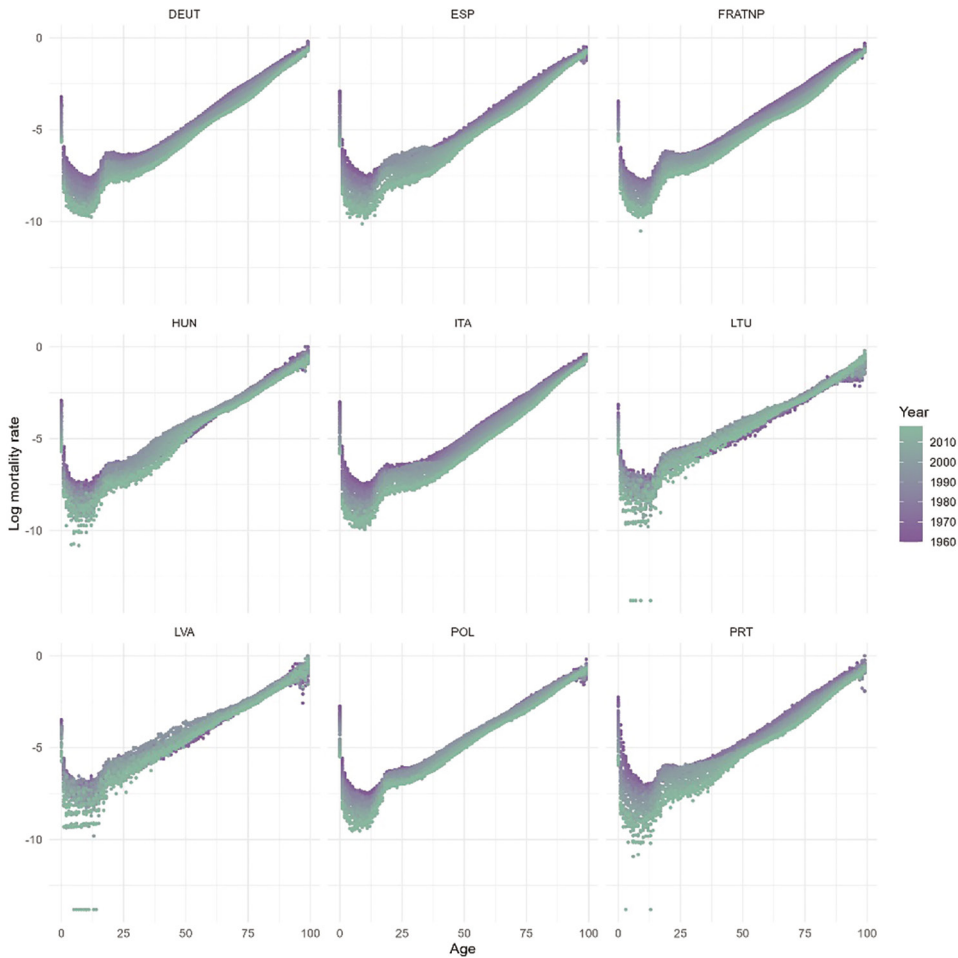 DEUT ESP FRATNP
0
-5
-10
HUN ITA LTU
0
-5
-10
LVA POL PRT
0
-5
-10
0 25 50 75 100 0 25 50 75 100 0 25 50 75 100
Age
Log mortality rate
Year
2010
2000
1990
1980
1970
1960